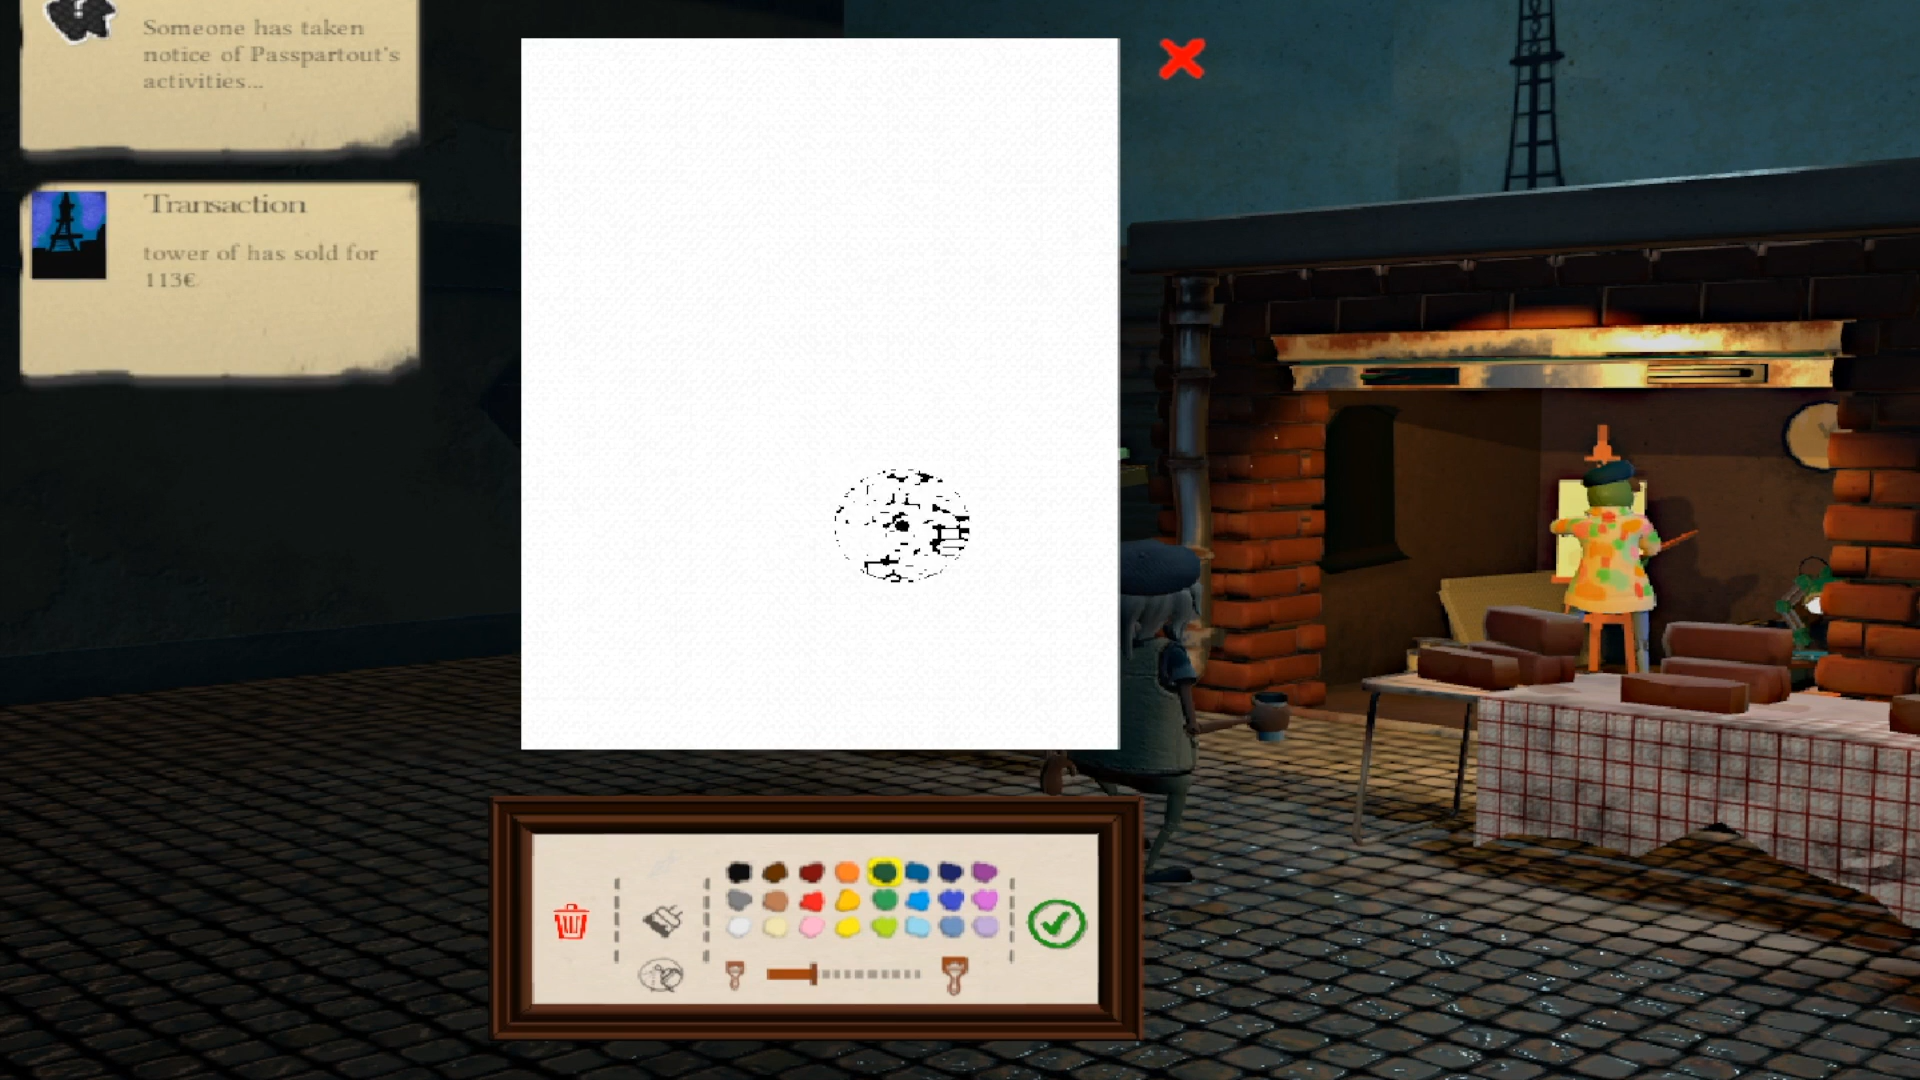 Someone has taken
notice of Passpartout's
activities...
Transaction
tower of has sold for
113€